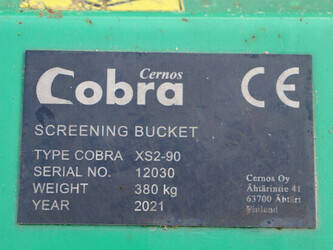 Cernos
Cobra
CE
SCREENING BUCKET
TYPE COBRA XS2-90
SERIAL NO. 12030
WEIGHT 380 kg
YEAR 2021
Cernos Oy
Ähtärintie 41
63700 Ähtäri
Finland